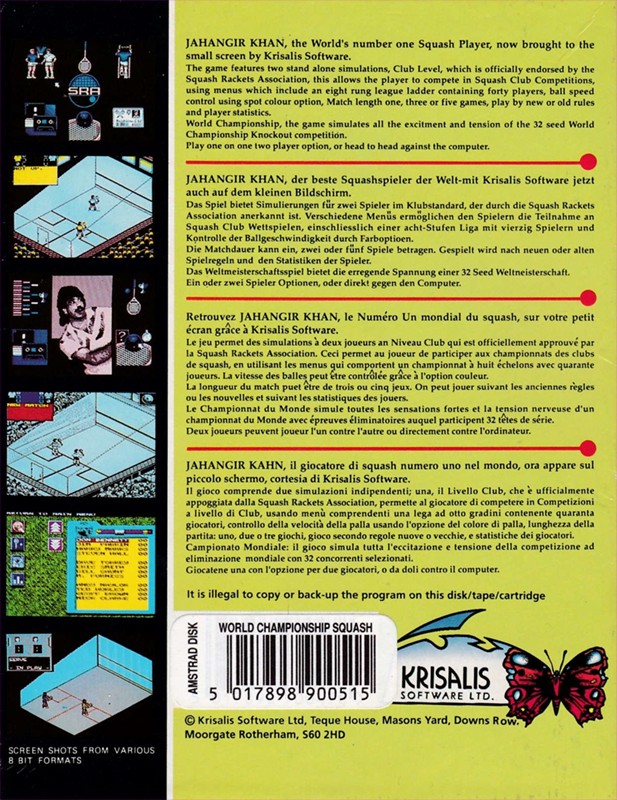 JAHANGIR KHAN, the World's number one Squash Player, now brought to the
small screen by Krisalis Software.
The game features two stand alone simulations, Club Level, which is officially endorsed by the
Squash Rackets Association, this allows the player to compete in Squash Club Competitions,
using menus which include an eight rung league ladder containing forty players, ball speed
control using spot colour option, Match length one, three or five games, play by new or old rules
and player statistics.
World Championship, the game simulates all the excitment and tension of the 32 seed World
Championship Knockout competition.
Play one on one two player option, or head to head against the computer.
JAHANGIR KHAN, der beste Squashspieler der Welt-mit Krisalis Software jetzt
auch auf dem kleinen Bildschirm.
Das Spiel bietet Simulierungen für zwei Spieler im Klubstandard, der durch die Squash Rackets
Association anerkannt ist. Verschiedene Menüs ermöglichen den Spielern die Teilnahme an
Squash Club Wettspielen, einschliesslich einer acht-Stufen Liga mit vierzig Spielern und
Kontrolle der Ballgeschwindigkeit durch Farboptioen.
Die Matchdauer kann ein, zwei oder fünf Spiele betragen. Gespielt wird nach neuen oder alten
Spielregeln und den Statistiken der Spieler.
Das Weltmeisterschaftsspiel bietet die erregende Spannung einer 32 Seed Weltneisterschaft.
Ein oder zwei Spieler Optionen, oder direkt gegen den Computer.
Retrouvez JAHANGIR KHAN, le Numéro Un mondial du squash, sur votre petit
écran grâce à Krisalis Software.
Le jeu permet des simulations à deux joueurs an Niveau Club qui est officiellement approuvé par
la Squash Rackets Association. Ceci permet au joueur de participer aux championnats des clubs
de squash, en utilisant les menus qui comportent un championnat à huit échelons avec quarante
joueurs. La vitesse des balles peut être contrôlée grâce à l'option couleur.
La longueur du match puet être de trois ou cinq jeux. On peut jouer suivant les anciennes règles
ou les nouvelles et suivant les statistiques des jouers.
Le Championnat du Monde simule toutes les sensations fortes et la tension nerveuse d'un
championnat du Monde avec épreuves éliminatoires auquel participent 32 têtes de série.
Deux joueurs peuvent jouer l'un contre l'autre ou directement contre l'ordinateur.
JAHANGIR KAHN, il giocatore di squash numero uno nel mondo, ora appare sul
piccolo schermo, cortesia di Krisalis Software.
Il gioco comprende due simulazioni indipendenti; una, il Livello Club, che è ufficialmente
appoggiata dalla Squash Rackets Association, permette al giocatore di competere in Competizioni
a livello di Club, usando menù comprendenti una lega ad otto gradini contenente quaranta
giocatori, controllo della velocità della palla usando l'opzione del colore di palla, lunghezza della
partita: uno, due o tre giochi, gioco secondo regole nuove o vecchie, e statistiche dei giocatori.
Campionato Mondiale: il gioco simula tutta l'eccitazione e tensione della competizione ad
eliminazione mondiale con 32 concorrenti selezionati.
Giocatene una con l'opzione per due giocatori, o da doli contro il computer.
It is illegal to copy or back-up the program on this disk/tape/cartridge
AMSTRAD DISK
WORLD CHAMPIONSHIP SQUASH
5 017898 900515
KRISALIS
SOFTWARE LTD.
© Krisalis Software Ltd, Teque House, Masons Yard, Downs Row,
Moorgate Rotherham, S60 2HD
SRA
NOT UP.
NEW MATCH
RETURN TO MAIN MENU
SERVE
- IN PLAY -
SCREEN SHOTS FROM VARIOUS
8 BIT FORMATS